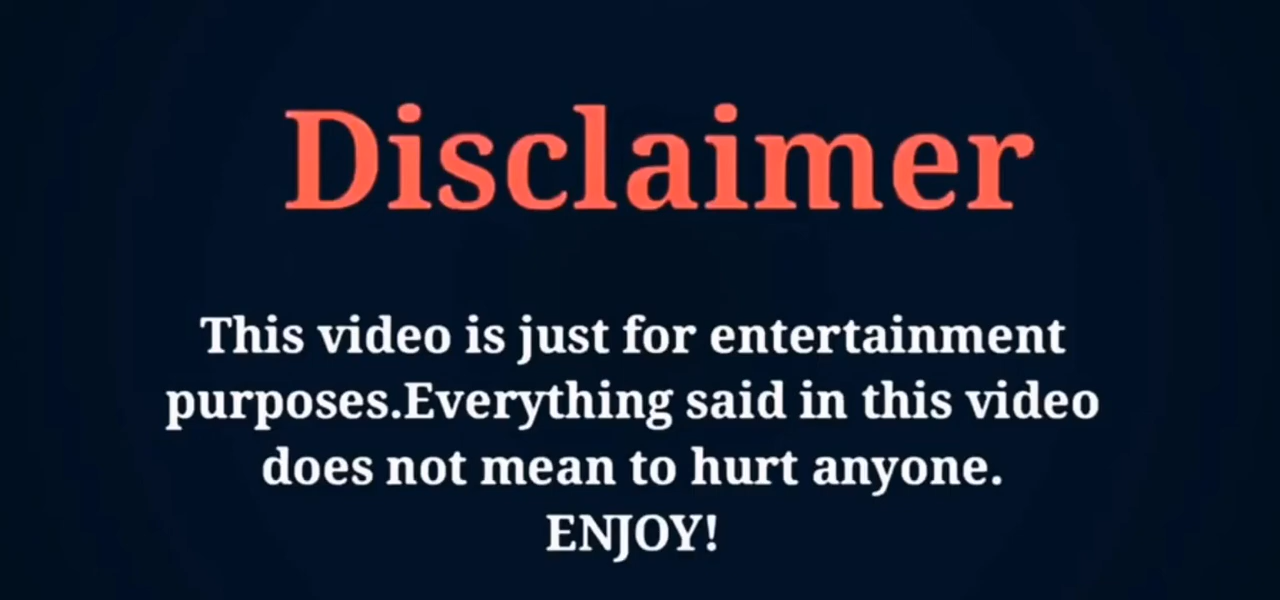 Disclaimer
This video is just for entertainment
purposes.Everything said in this video
does not mean to hurt anyone.
ENJOY!